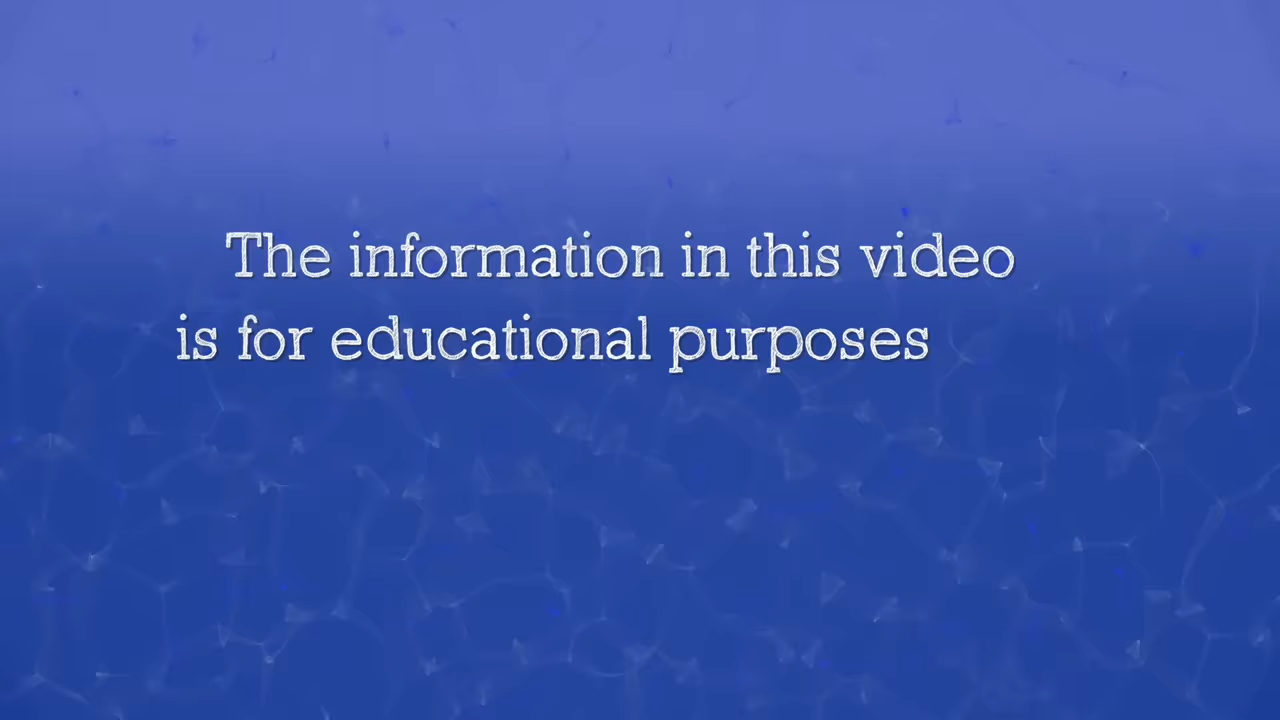 The information in this video
is for educational purposes